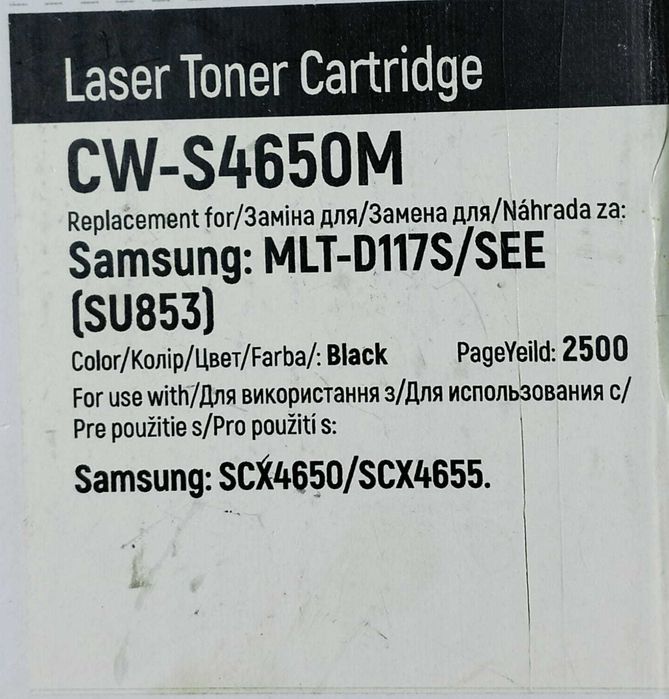 Laser Toner Cartridge
CW-S4650M
Replacement for/Заміна для/Замена для/Náhrada za:
Samsung: MLT-D117S/SEE
(SU853)
Color/Колір/Цвет/Farba/: Black PageYeild: 2500
For use with/Для використання з/Для использования с/
Pre použitie s/Pro použití s:
Samsung: SCX4650/SCX4655.